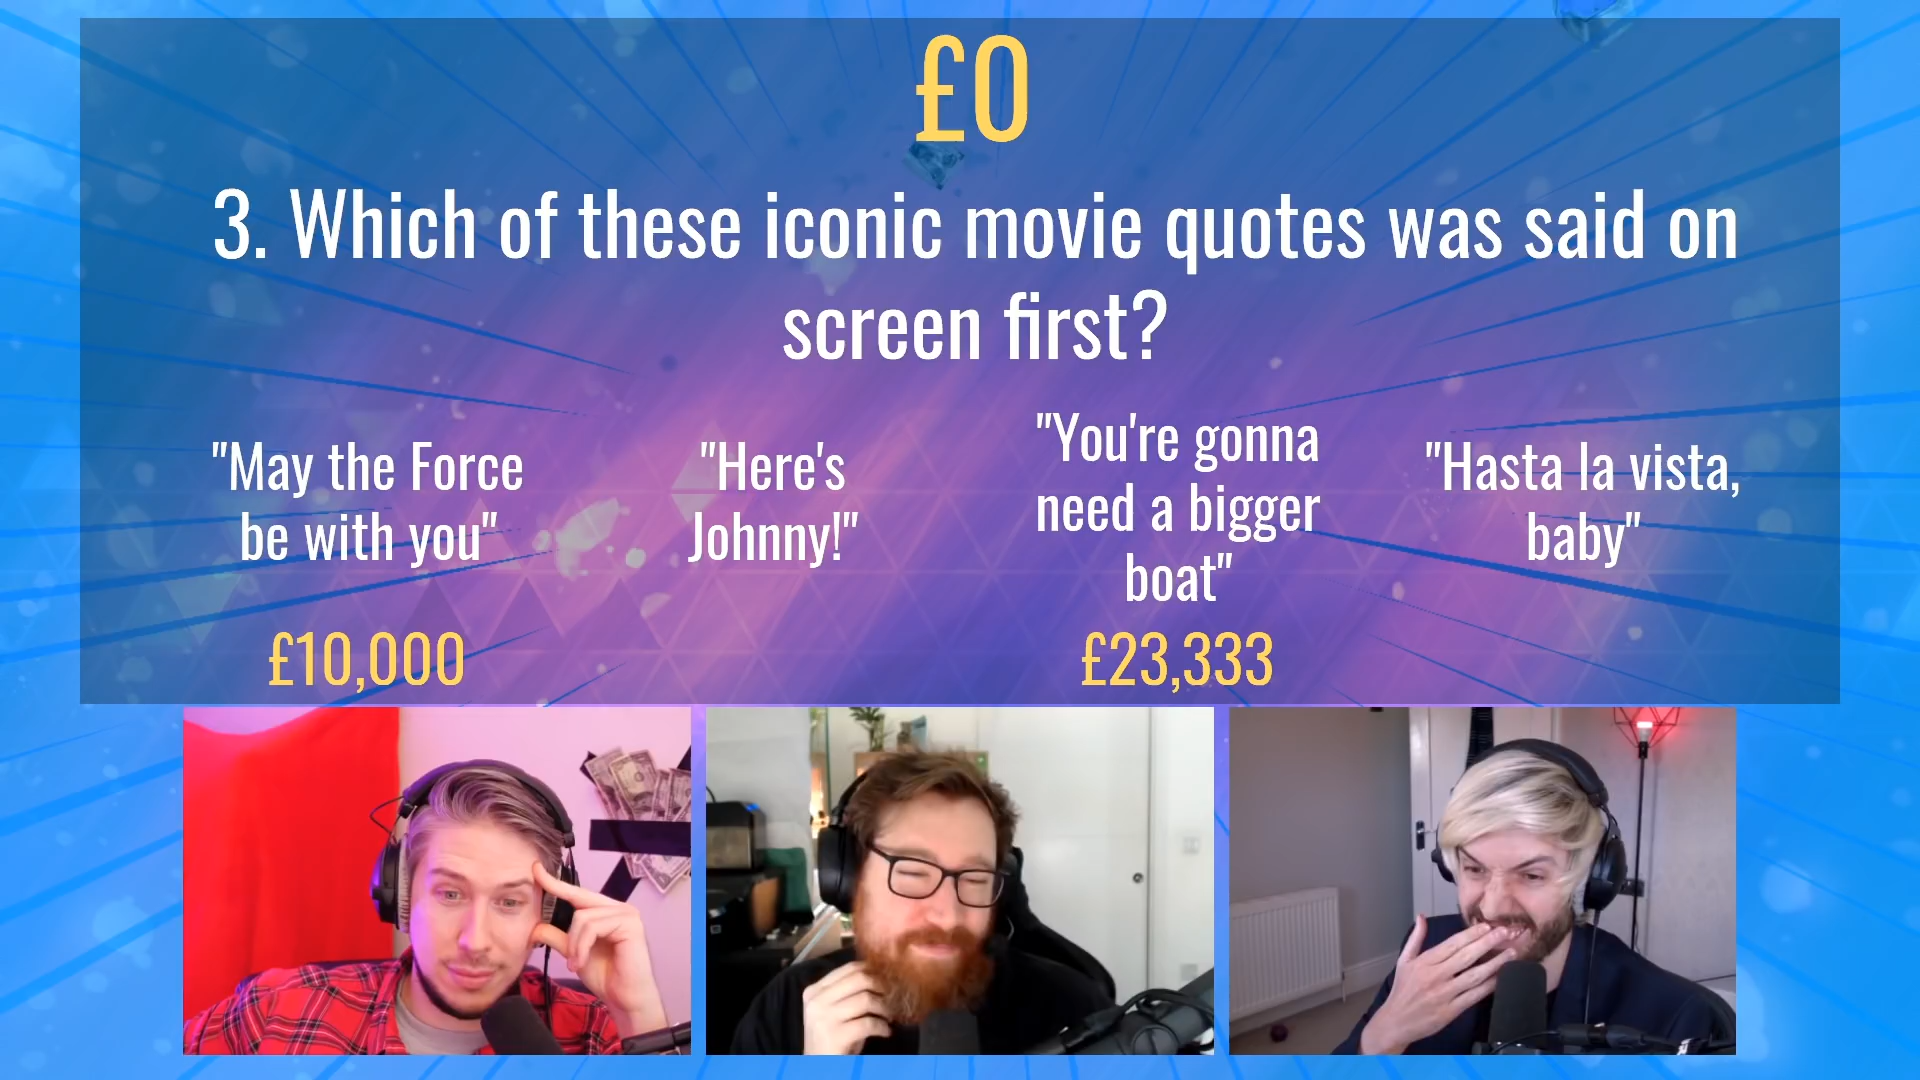 £0
3. Which of these iconic movie quotes was said on
screen first?
"May the Force
be with you"
£10,000
"Here's
Johnny!"
"You're gonna
need a bigger
boat"
£23,333
"Hasta la vista,
baby"